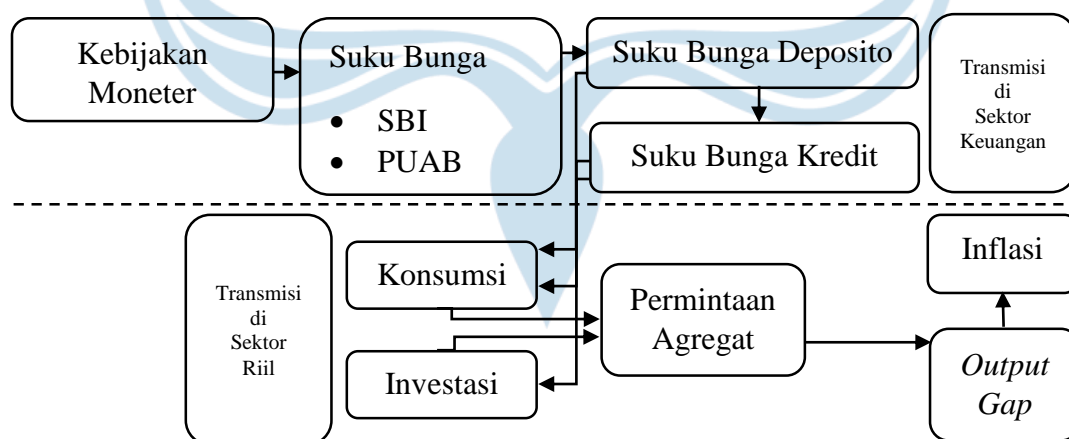 Kebijakan
Moneter
Suku Bunga
• SBI
• PUAB
Suku Bunga Deposito
Suku Bunga Kredit
Transmisi
di
Sektor
Keuangan
Transmisi
di
Sektor
Riil
Konsumsi
Investasi
Permintaan
Agregat
Inflasi
Output
Gap